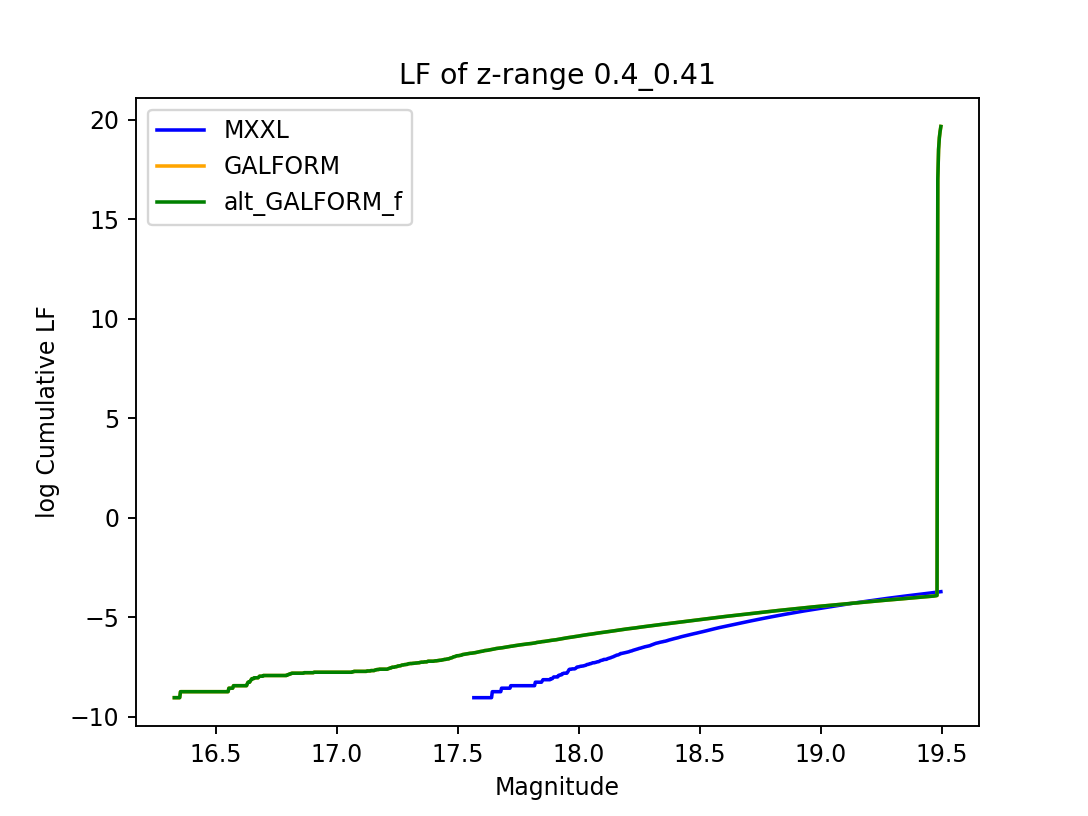 LF of z-range 0.4_0.41
MXXL
GALFORM
alt_GALFORM_f
20
15
10
5
0
−5
−10
log Cumulative LF
16.5 17.0 17.5 18.0 18.5 19.0 19.5
Magnitude